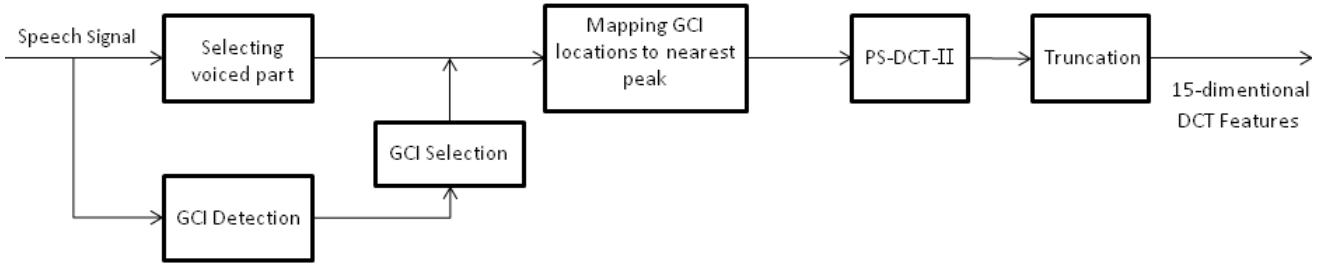 Speech Signal
Selecting
voiced part
Mapping GCI
locations to nearest
peak
PS-DCT-II
Truncation
15-dimentional
DCT Features
GCI Selection
GCI Detection